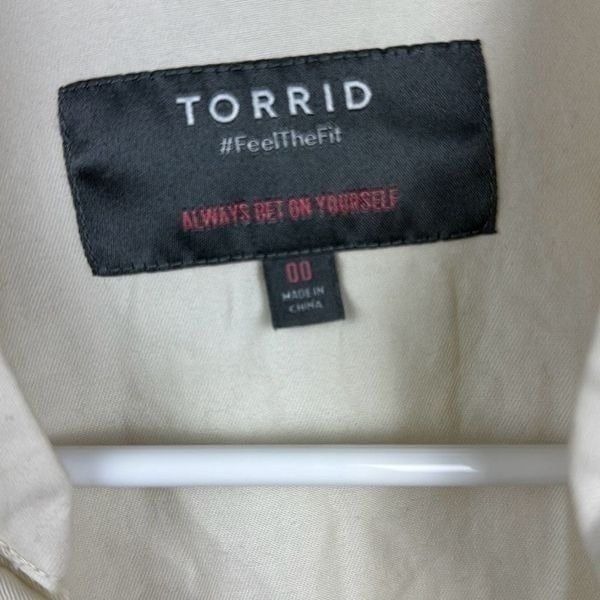 TORRID
#FeelTheFit
ALWAYS BET ON YOURSELF
00
MADE IN
CHINA